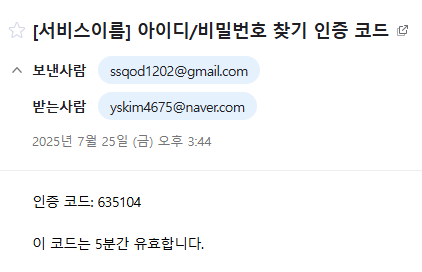 [서비스이름] 아이디/비밀번호 찾기 인증 코드
보낸사람 ssqod1202@gmail.com
받는사람 yskim4675@naver.com
2025년 7월 25일 (금) 오후 3:44
인증 코드: 635104
이 코드는 5분간 유효합니다.